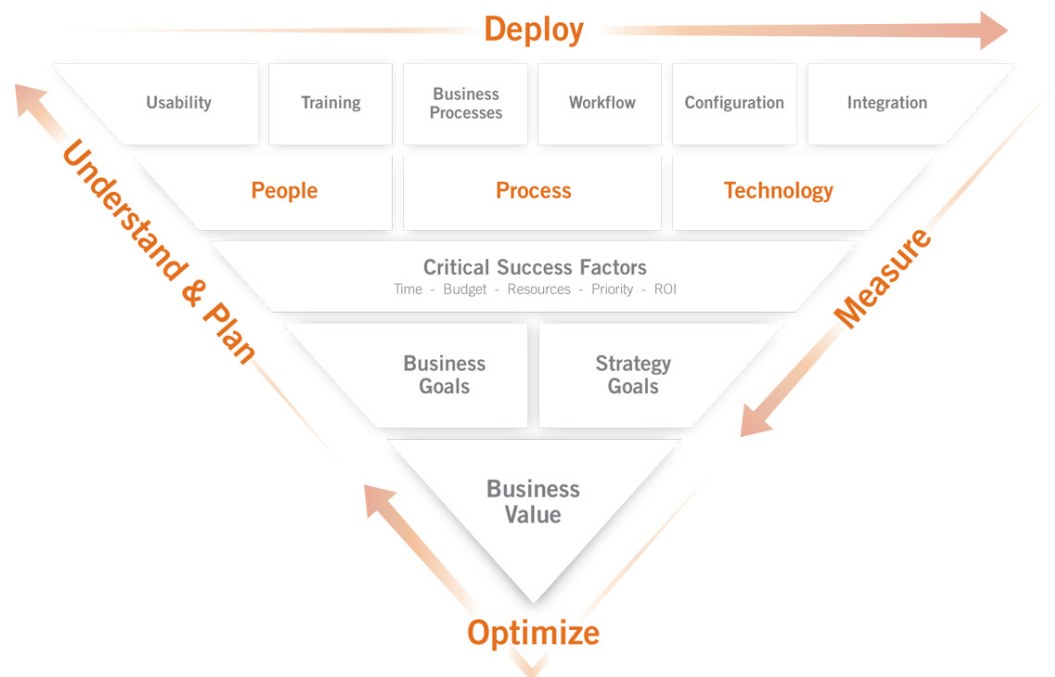 Deploy
Usability
Training
Business
Processes
Workflow
Configuration
Integration
People
Process
Technology
Understand & Plan
Measure
Critical Success Factors
Time - Budget - Resources - Priority - ROI
Business
Goals
Strategy
Goals
Business
Value
Optimize